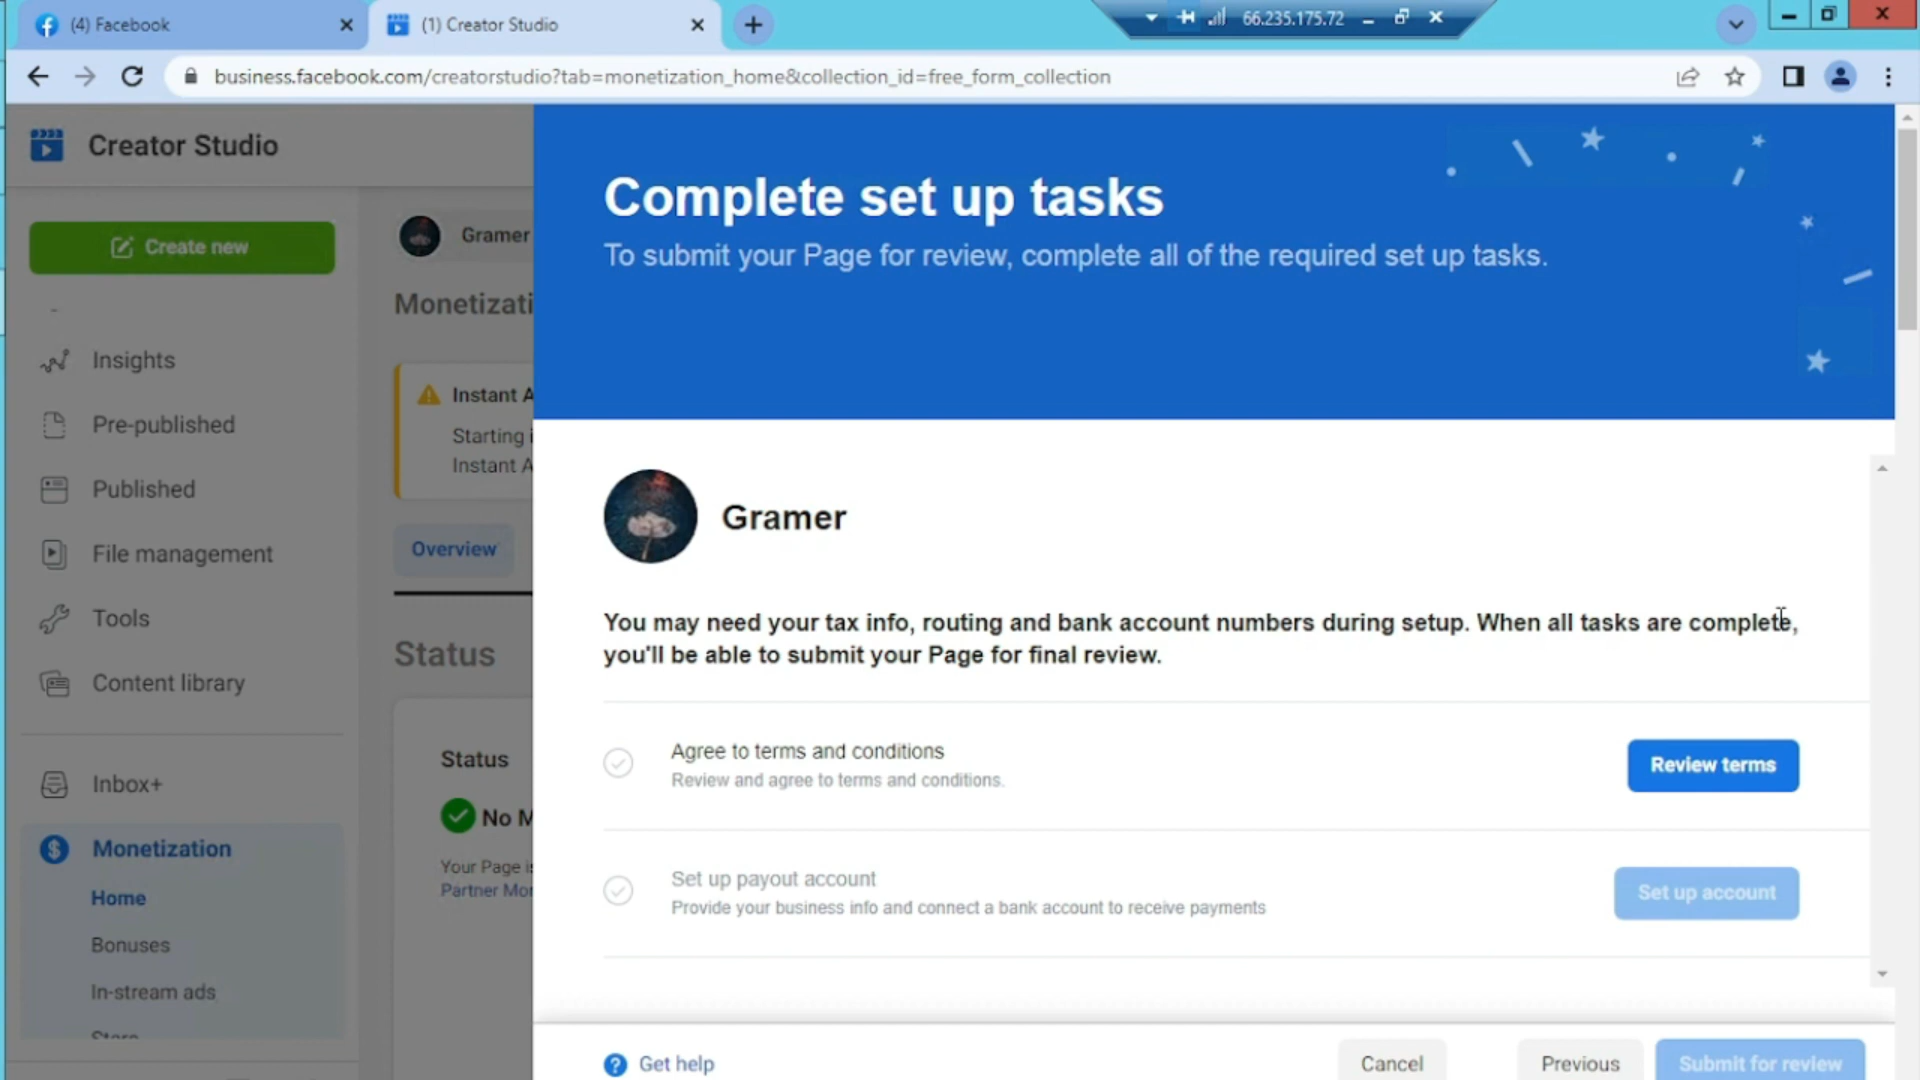 (4) Facebook
(1) Creator Studio
66.235.175.72
business.facebook.com/creatorstudio?tab=monetization_home&collection_id=free_form_collection
Creator Studio
Create new
Insights
Pre-published
Published
File management
Tools
Content library
Inbox+
Monetization
Home
Bonuses
In-stream ads
Gramer
Monetizati
Instant A
Starting i
Instant A
Overview
Status
Status
No M
Your Page is
Partner Mon
Complete set up tasks
To submit your Page for review, complete all of the required set up tasks.
Gramer
You may need your tax info, routing and bank account numbers during setup. When all tasks are complete,
you'll be able to submit your Page for final review.
Agree to terms and conditions
Review and agree to terms and conditions.
Review terms
Set up payout account
Provide your business info and connect a bank account to receive payments
Set up account
Get help
Cancel
Previous
Submit for review